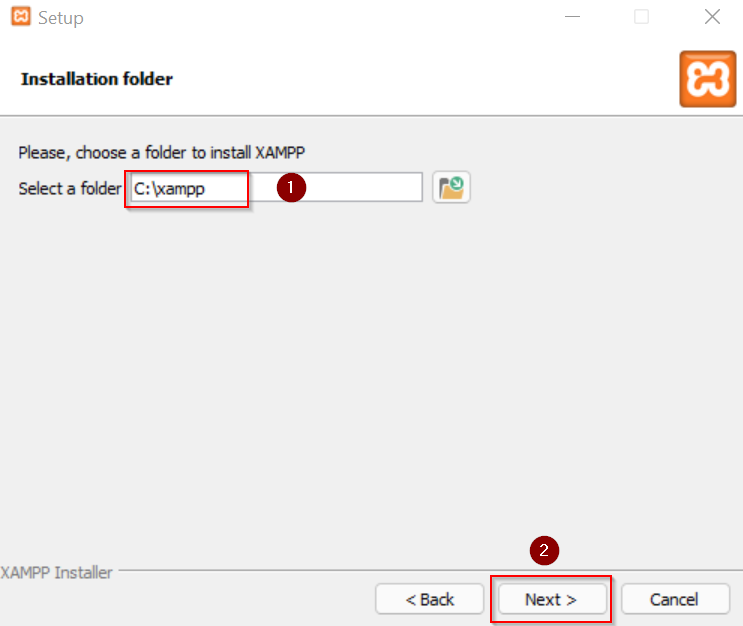 Setup
Installation folder
Please, choose a folder to install XAMPP
Select a folder C:\xampp 1
2
XAMPP Installer
< Back Next > Cancel